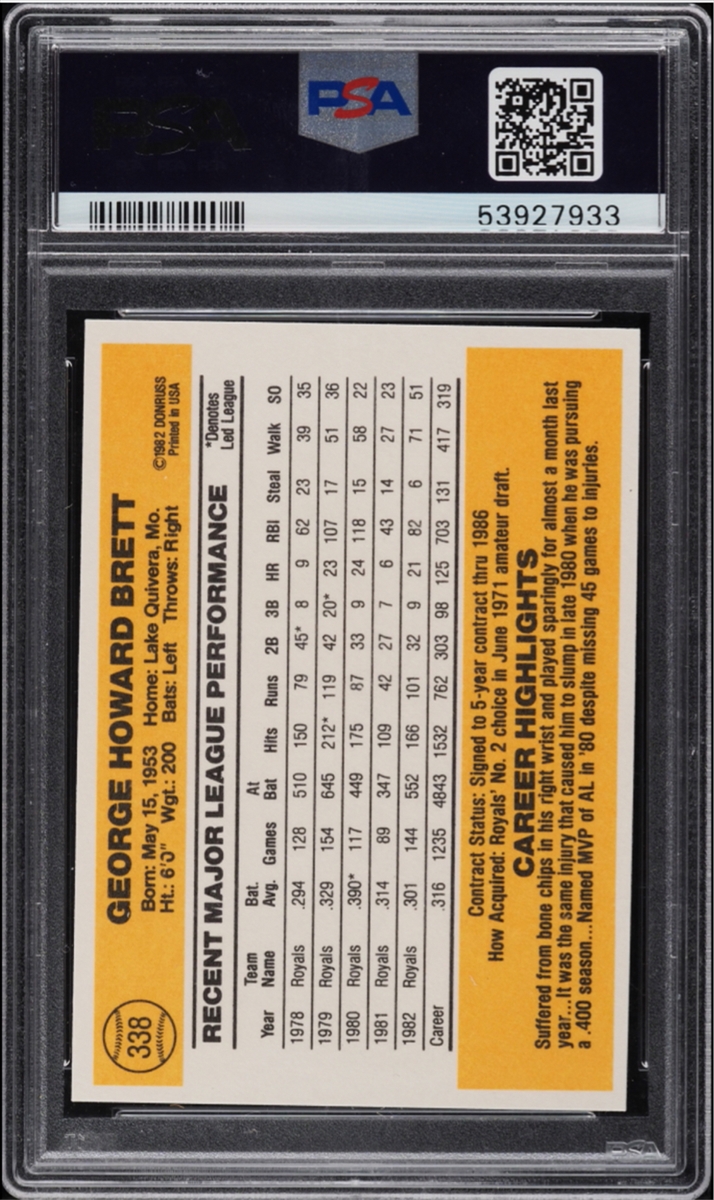 PSA
PSA
53927933
338
GEORGE HOWARD BRETT
Born: May 15, 1953 Home: Lake Quivera, Mo.
Ht.: 6'0" Wgt.: 200 Bats: Left Throws: Right
©1982 DONRUSS
Printed in USA
RECENT MAJOR LEAGUE PERFORMANCE
*Denotes
Led League
Year Team Name Bat. Avg. Games At Bat Hits Runs 2B 3B HR RBI Steal Walk SO
1978 Royals .294 128 510 150 79 45* 8 9 62 23 39 35
1979 Royals .329 154 645 212* 119 42 20* 23 107 17 51 36
1980 Royals .390* 117 449 175 87 33 9 24 118 15 58 22
1981 Royals .314 89 347 109 42 27 7 6 43 14 27 23
1982 Royals .301 144 552 166 101 32 9 21 82 6 71 51
Career .316 1235 4843 1532 762 303 98 125 703 131 417 319
Contract Status: Signed to 5-year contract thru 1986
How Acquired: Royals' No. 2 choice in June 1971 amateur draft.
CAREER HIGHLIGHTS
Suffered from bone chips in his right wrist and played sparingly for almost a month last
year...It was the same injury that caused him to slump in late 1980 when he was pursuing
a .400 season...Named MVP of AL in '80 despite missing 45 games to injuries.
PSA